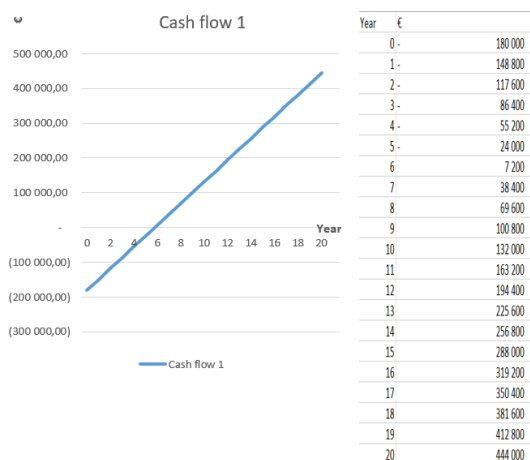 €
Cash flow 1
500 000,00
400 000,00
300 000,00
200 000,00
100 000,00
-
(100 000,00)
(200 000,00)
(300 000,00)
Year
0 2 4 6 8 10 12 14 16 18 20
Cash flow 1
Year €
0 - 180 000
1 - 148 800
2 - 117 600
3 - 86 400
4 - 55 200
5 - 24 000
6 7 200
7 38 400
8 69 600
9 100 800
10 132 000
11 163 200
12 194 400
13 225 600
14 256 800
15 288 000
16 319 200
17 350 400
18 381 600
19 412 800
20 444 000